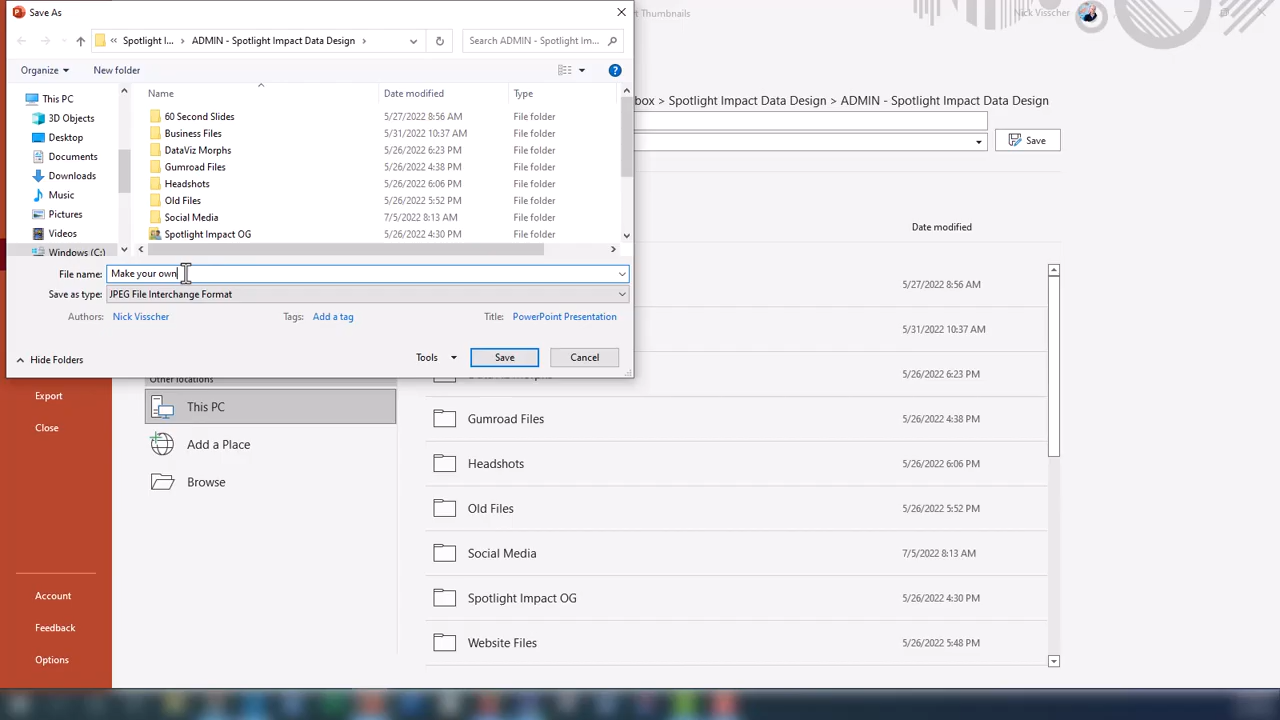 Save As
rt Thumbnails
Nick Visscher
« Spotlight I... > ADMIN - Spotlight Impact Data Design >
Search ADMIN - Spotlight Im...
Organize
New folder
This PC
3D Objects
Desktop
Documents
Downloads
Music
Pictures
Videos
Windows (C:)
Name Date modified Type
60 Second Slides 5/27/2022 8:56 AM File folder
Business Files 5/31/2022 10:37 AM File folder
DataViz Morphs 5/26/2022 6:23 PM File folder
Gumroad Files 5/26/2022 4:38 PM File folder
Headshots 5/26/2022 6:06 PM File folder
Old Files 5/26/2022 5:52 PM File folder
Social Media 7/5/2022 8:13 AM File folder
Spotlight Impact OG 5/26/2022 4:30 PM File folder
File name: Make your own
Save as type: JPEG File Interchange Format
Authors: Nick Visscher Tags: Add a tag Title: PowerPoint Presentation
Hide Folders
Tools Save Cancel
box > Spotlight Impact Data Design > ADMIN - Spotlight Impact Data Design
Save
Date modified
5/27/2022 8:56 AM
5/31/2022 10:37 AM
5/26/2022 6:23 PM
Gumroad Files 5/26/2022 4:38 PM
Headshots 5/26/2022 6:06 PM
Old Files 5/26/2022 5:52 PM
Social Media 7/5/2022 8:13 AM
Spotlight Impact OG 5/26/2022 4:30 PM
Website Files 5/26/2022 5:48 PM
Other locations
This PC
Add a Place
Browse
Export
Close
Account
Feedback
Options